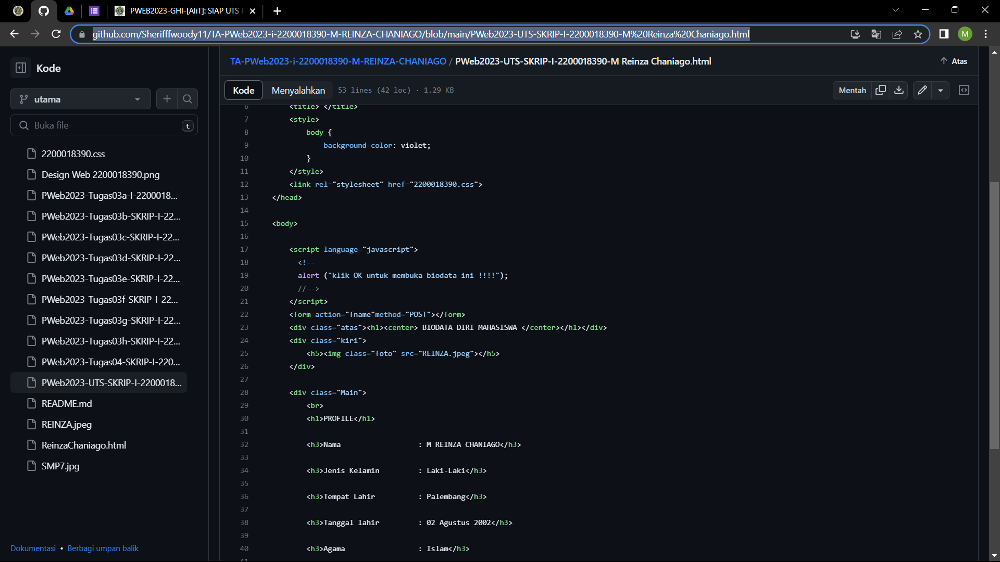 PWEB2023-GHI-[AliT]: SIAP UTS P
github.com/Sherifffwoody11/TA-PWeb2023-i-2200018390-M-REINZA-CHANIAGO/blob/main/PWeb2023-UTS-SKRIP-I-2200018390-M%20Reinza%20Chaniago.html
M
Kode
utama
Buka file
t
2200018390.css
Design Web 2200018390.png
PWeb2023-Tugas03a-I-2200018...
PWeb2023-Tugas03b-SKRIP-I-22...
PWeb2023-Tugas03c-SKRIP-I-22...
PWeb2023-Tugas03d-SKRIP-I-22...
PWeb2023-Tugas03e-SKRIP-I-22...
PWeb2023-Tugas03f-SKRIP-I-22...
PWeb2023-Tugas03g-SKRIP-I-22...
PWeb2023-Tugas03h-SKRIP-I-22...
PWeb2023-Tugas04-SKRIP-I-220...
PWeb2023-UTS-SKRIP-I-2200018...
README.md
REINZA.jpeg
ReinzaChaniago.html
SMP7.jpg
Dokumentasi • Berbagi umpan balik
TA-PWeb2023-i-2200018390-M-REINZA-CHANIAGO / PWeb2023-UTS-SKRIP-I-2200018390-M Reinza Chaniago.html
Atas
Kode Menyalahkan 53 lines (42 loc) · 1.29 KB
Mentah
6 <title> </title>
7 <style>
8 body {
9 background-color: violet;
10 }
11 </style>
12 <link rel="stylesheet" href="2200018390.css">
13 </head>
14
15 <body>
16
17 <script language="javascript">
18 <!--
19 alert ("klik OK untuk membuka biodata ini !!!!");
20 //-->
21 </script>
22 <form action="fname"method="POST"></form>
23 <div class="atas"><h1><center> BIODATA DIRI MAHASISWA </center></h1></div>
24 <div class="kiri">
25 <h5><img class="foto" src="REINZA.jpeg"></h5>
26 </div>
27
28 <div class="Main">
29 <br>
30 <h1>PROFILE</h1>
31
32 <h3>Nama : M REINZA CHANIAGO</h3>
33
34 <h3>Jenis Kelamin : Laki-Laki</h3>
35
36 <h3>Tempat Lahir : Palembang</h3>
37
38 <h3>Tanggal lahir : 02 Agustus 2002</h3>
39
40 <h3>Agama : Islam</h3>
41